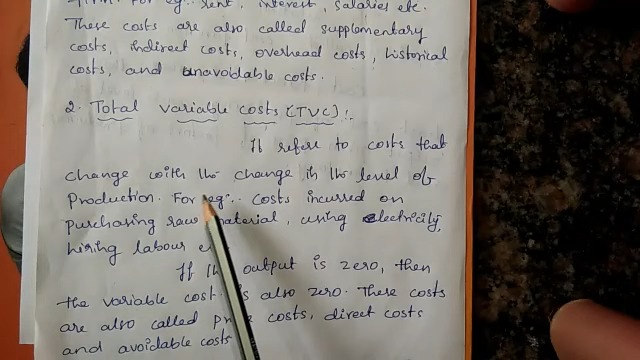 For eg:. rent, interest, salaries etc.
These costs are also called supplementary
costs, indirect costs, overhead costs, historical
costs, and unavoidable costs.
2. Total variable costs (TVC):.
It refers to costs that
change with the change in the level of
production. For eg:. costs incurred on
purchasing raw material, using electricity,
hiring labour
If the output is zero, then
the variable cost is also zero. These costs
are also called costs, direct costs
and avoidable costs